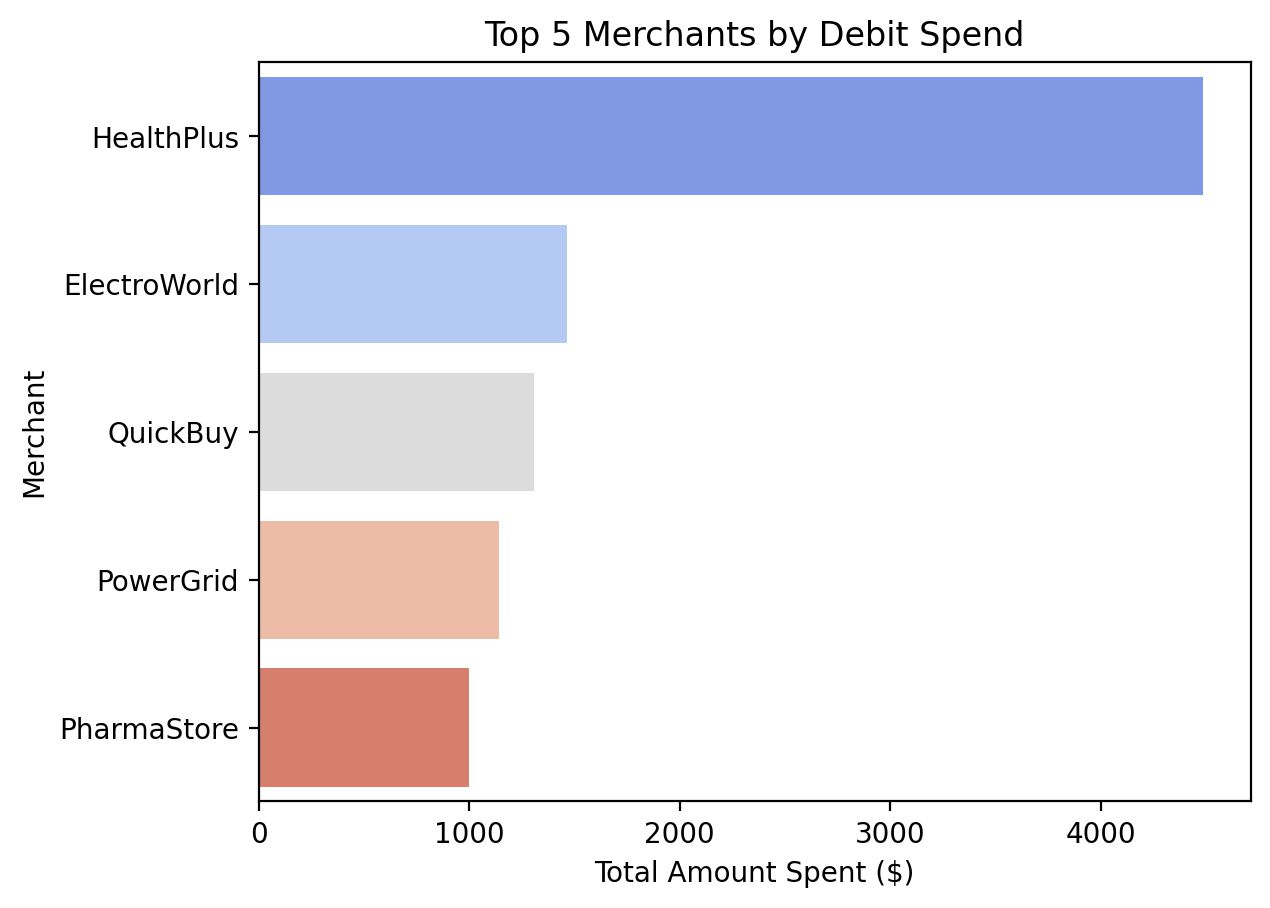 Top 5 Merchants by Debit Spend
HealthPlus
ElectroWorld
QuickBuy
PowerGrid
PharmaStore
Merchant
0 1000 2000 3000 4000
Total Amount Spent ($)